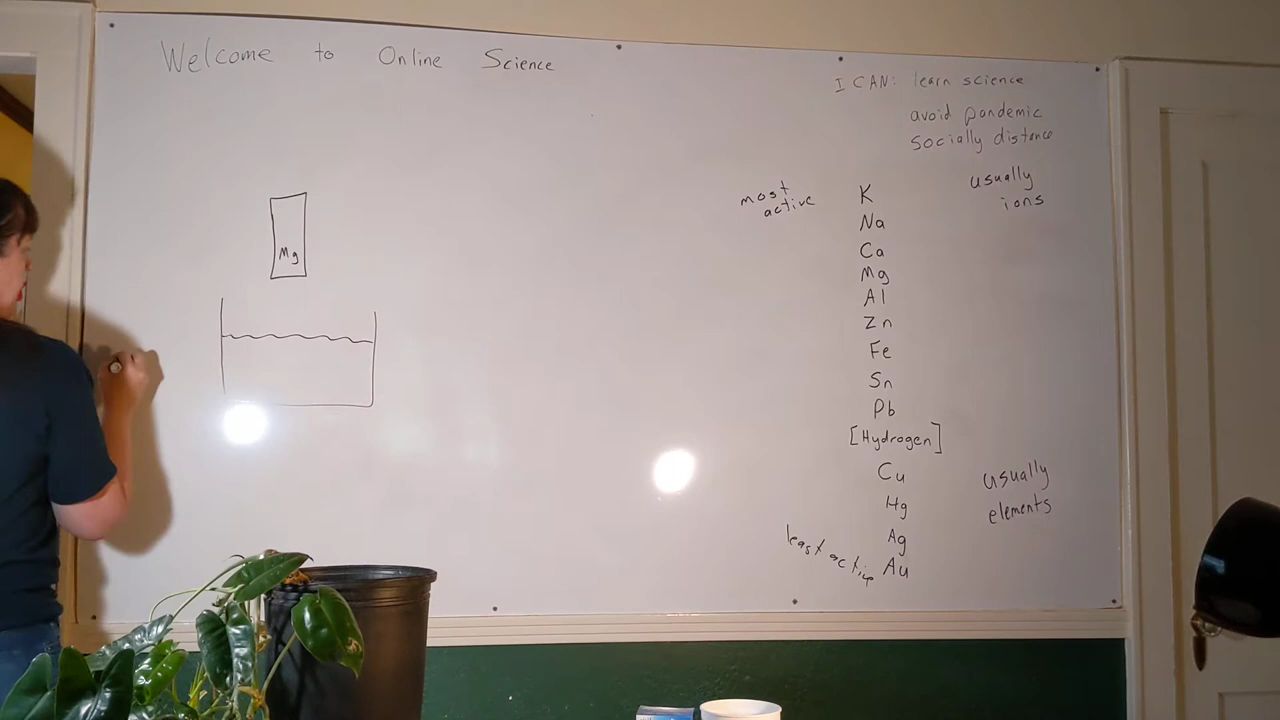 Welcome to Online Science
I CAN: learn science
avoid pandemic
socially distance
Mg
most
active
K
Na
Ca
Mg
Al
Zn
Fe
Sn
Pb
[Hydrogen]
Cu
Hg
Ag
Au
least active
usually
ions
usually
elements